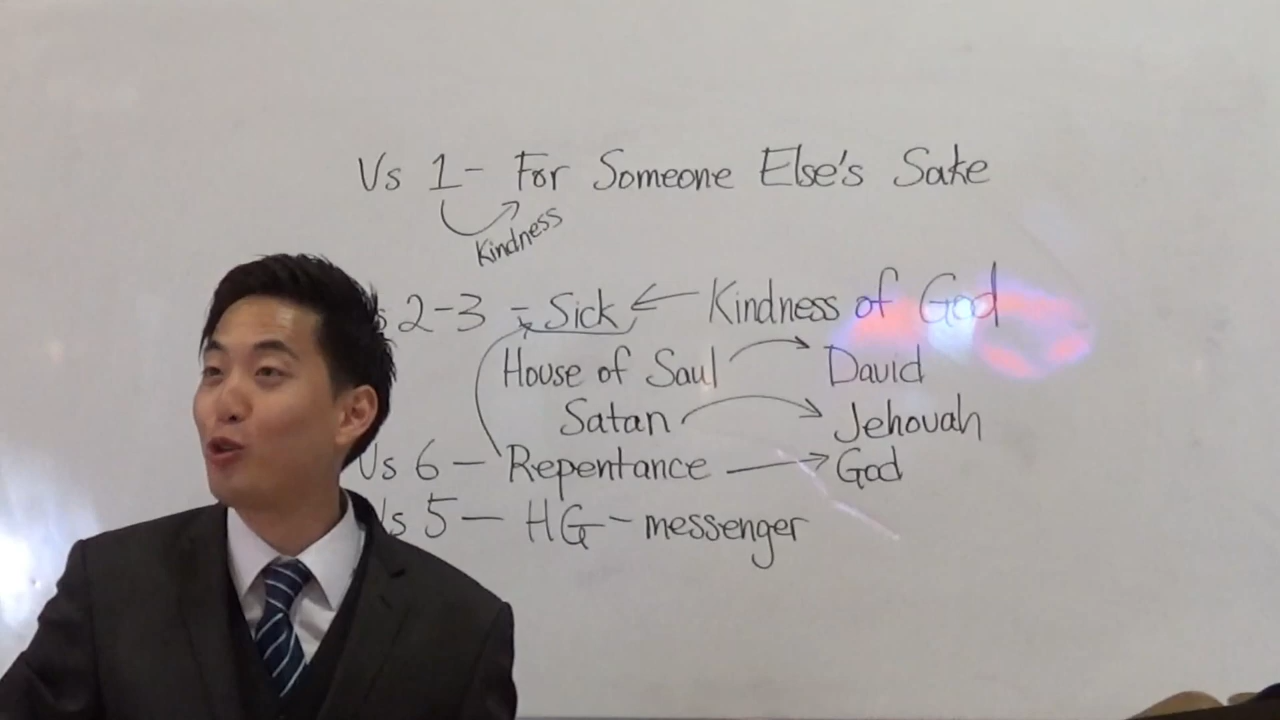 Vs 1- For Someone Else's Sake
Kindness
s 2-3 - Sick ← Kindness of God
House of Saul → David
Satan → Jehovah
Vs 6 - Repentance → God
Vs 5 - HG - messenger